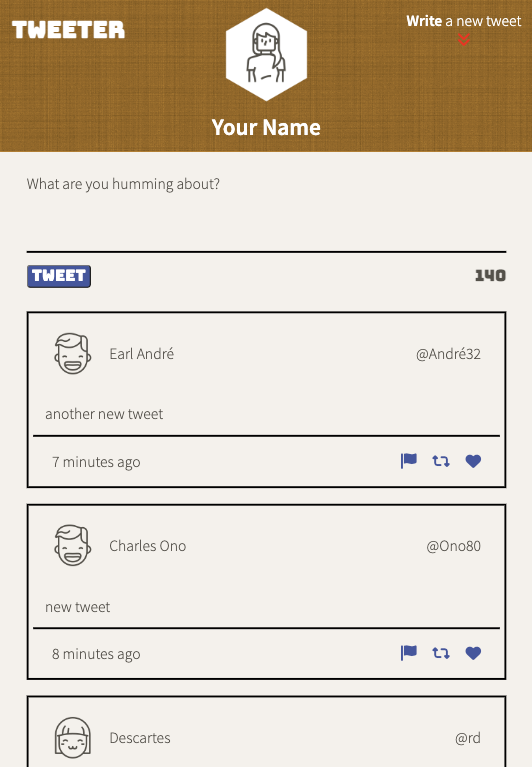 TWEETER
Write a new tweet
Your Name
What are you humming about?
TWEET 140
Earl André @André32
another new tweet
7 minutes ago
Charles Ono @Ono80
new tweet
8 minutes ago
Descartes @rd